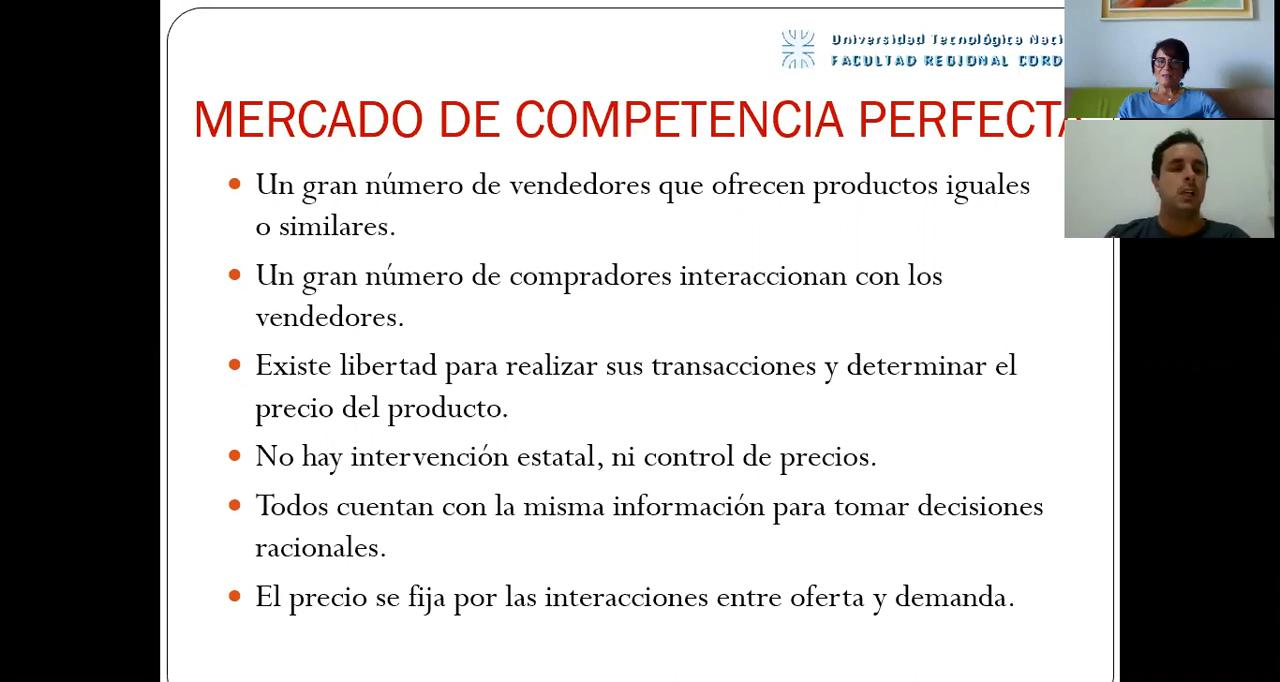 Universidad Tecnológica Naci
FACULTAD REGIONAL CORD
MERCADO DE COMPETENCIA PERFECTA
• Un gran número de vendedores que ofrecen productos iguales
o similares.
• Un gran número de compradores interaccionan con los
vendedores.
• Existe libertad para realizar sus transacciones y determinar el
precio del producto.
• No hay intervención estatal, ni control de precios.
• Todos cuentan con la misma información para tomar decisiones
racionales.
• El precio se fija por las interacciones entre oferta y demanda.